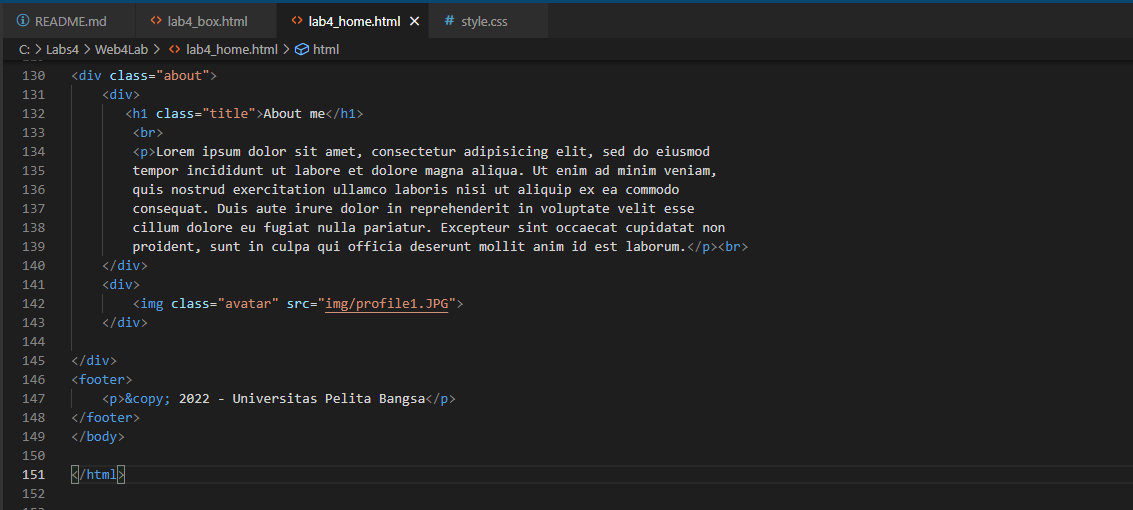 README.md lab4_box.html lab4_home.html # style.css
C: > Labs4 > Web4Lab > lab4_home.html > html
130 <div class="about">
131 <div>
132 <h1 class="title">About me</h1>
133 <br>
134 <p>Lorem ipsum dolor sit amet, consectetur adipisicing elit, sed do eiusmod
135 tempor incididunt ut labore et dolore magna aliqua. Ut enim ad minim veniam,
136 quis nostrud exercitation ullamco laboris nisi ut aliquip ex ea commodo
137 consequat. Duis aute irure dolor in reprehenderit in voluptate velit esse
138 cillum dolore eu fugiat nulla pariatur. Excepteur sint occaecat cupidatat non
139 proident, sunt in culpa qui officia deserunt mollit anim id est laborum.</p><br>
140 </div>
141 <div>
142 <img class="avatar" src="img/profile1.JPG">
143 </div>
144
145 </div>
146 <footer>
147 <p>&copy; 2022 - Universitas Pelita Bangsa</p>
148 </footer>
149 </body>
150
151 </html>
152